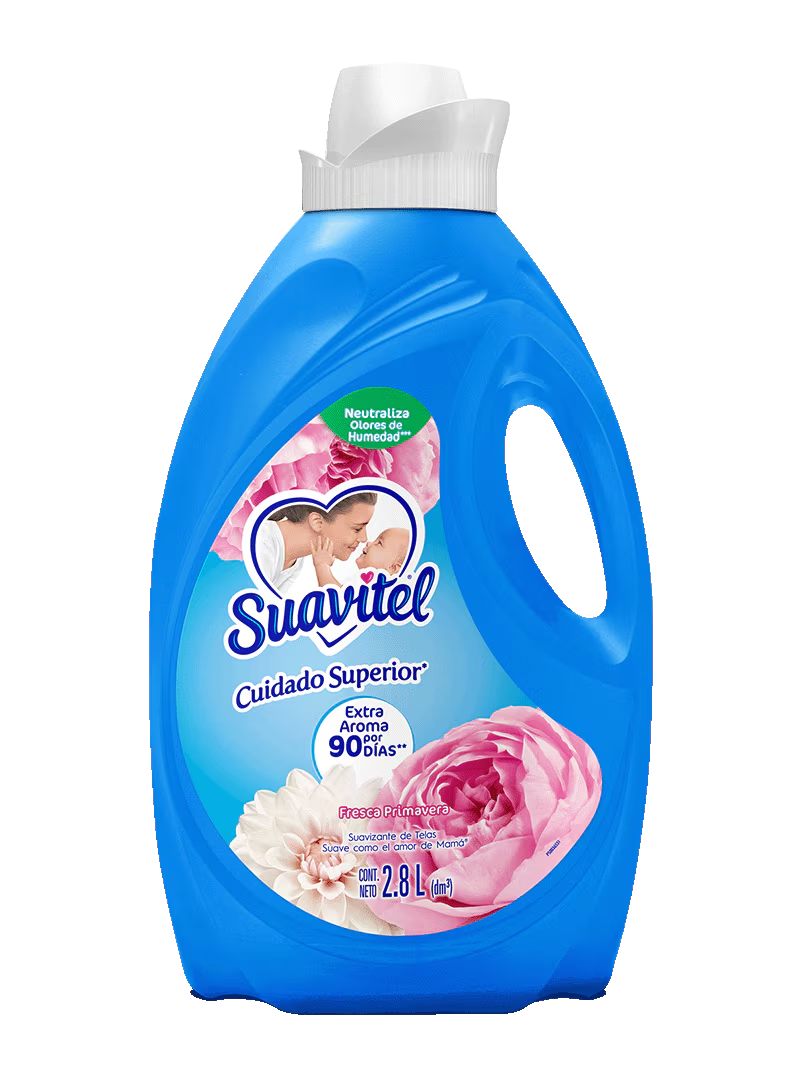 Neutraliza
Olores de
Humedad***
Suavitel®
Cuidado Superior*
Extra
Aroma
90 por
DÍAS**
Fresca Primavera
Suavizante de Telas
Suave como el amor de Mamá®
CONT.
NETO 2.8 L (dm³)